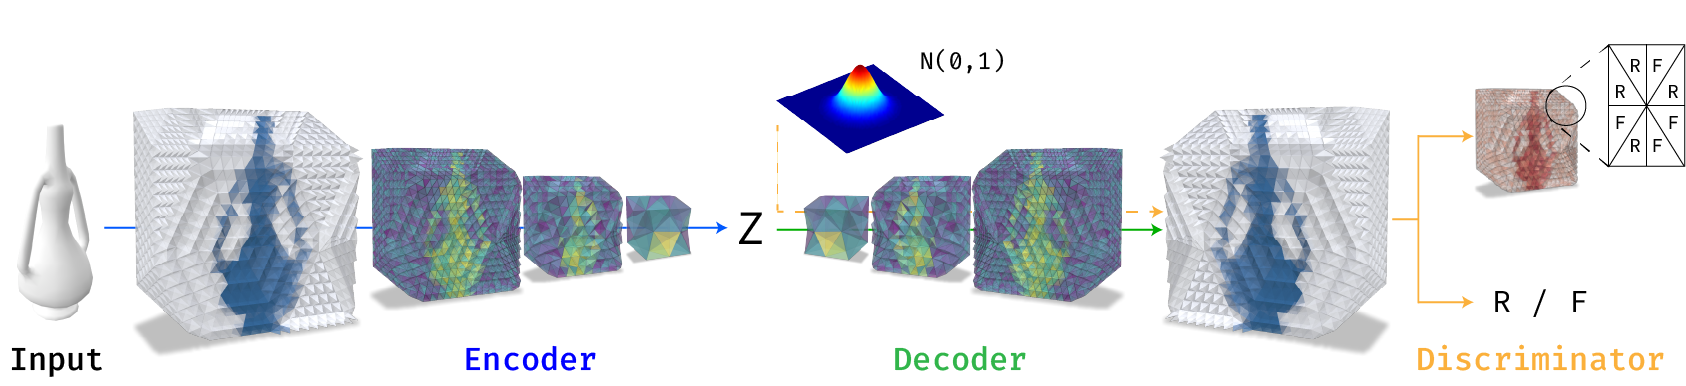 N(0,1)
R F
R R
F F
R F
Z
R / F
Input
Encoder
Decoder
Discriminator